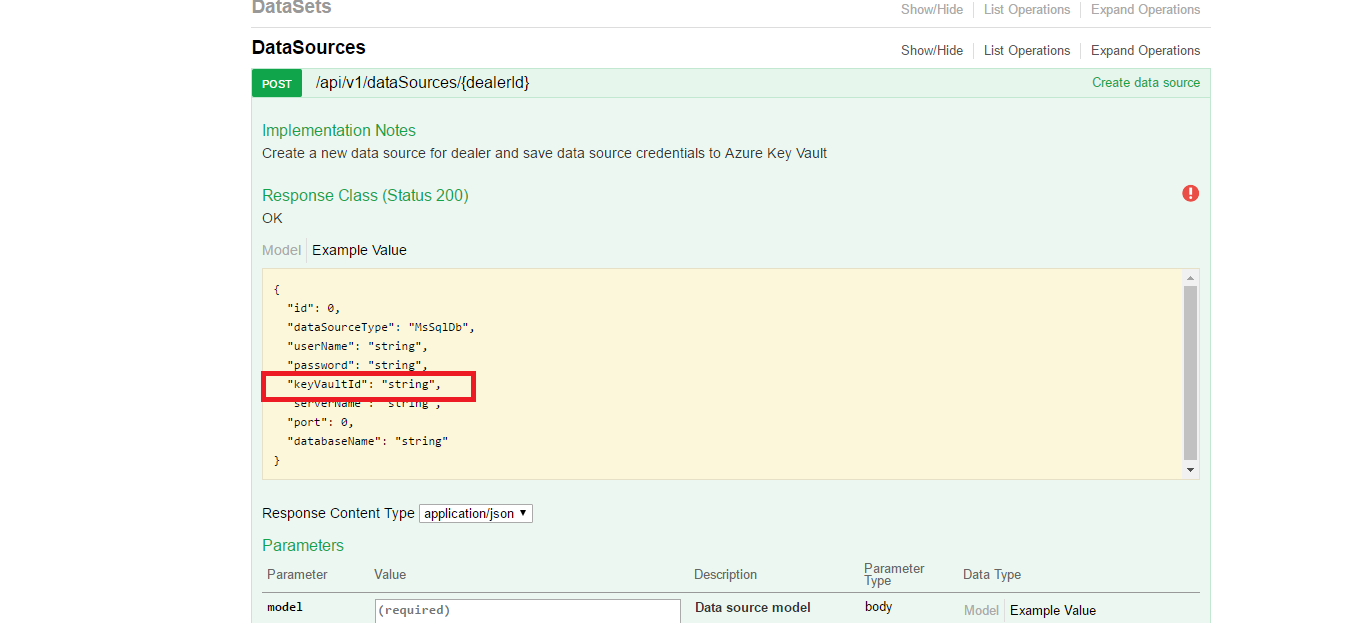 DataSets Show/Hide List Operations Expand Operations
DataSources Show/Hide List Operations Expand Operations
POST /api/v1/dataSources/{dealerId} Create data source
Implementation Notes
Create a new data source for dealer and save data source credentials to Azure Key Vault
Response Class (Status 200)
OK
Model Example Value
{
"id": 0,
"dataSourceType": "MsSqlDb",
"userName": "string",
"password": "string",
"keyVaultId": "string",
"serverName": "string",
"port": 0,
"databaseName": "string"
}
Response Content Type application/json
Parameters
Parameter Value Description Parameter Type Data Type
model (required) Data source model body Model Example Value